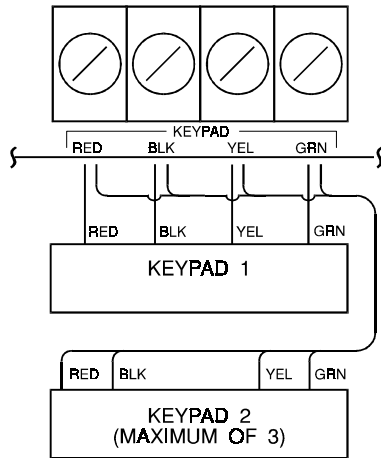 KEYPAD
RED BLK YEL GRN
RED BLK YEL GRN
KEYPAD 1
RED BLK YEL GRN
KEYPAD 2
(MAXIMUM OF 3)